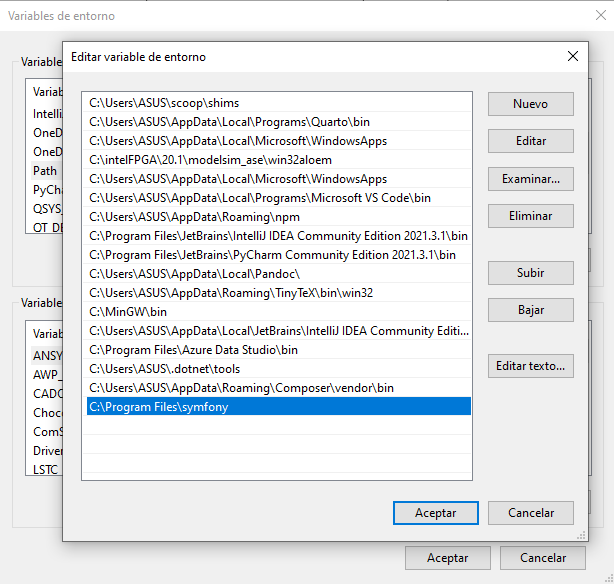 Variables de entorno
Variable
Editar variable de entorno
Variab
Intelli
OneD
OneD
Path
PyChar
QSYS_
QT_DE
C:\Users\ASUS\scoop\shims
C:\Users\ASUS\AppData\Local\Programs\Quarto\bin
C:\Users\ASUS\AppData\Local\Microsoft\WindowsApps
C:\intelFPGA\20.1\modelsim_ase\win32aloem
C:\Users\ASUS\AppData\Local\Microsoft\WindowsApps
C:\Users\ASUS\AppData\Local\Programs\Microsoft VS Code\bin
C:\Users\ASUS\AppData\Roaming\npm
C:\Program Files\JetBrains\IntelliJ IDEA Community Edition 2021.3.1\bin
C:\Program Files\JetBrains\PyCharm Community Edition 2021.3.1\bin
C:\Users\ASUS\AppData\Local\Pandoc\
C:\Users\ASUS\AppData\Roaming\TinyTeX\bin\win32
C:\MinGW\bin
C:\Users\ASUS\AppData\Local\JetBrains\IntelliJ IDEA Community Editi...
C:\Program Files\Azure Data Studio\bin
C:\Users\ASUS\.dotnet\tools
C:\Users\ASUS\AppData\Roaming\Composer\vendor\bin
C:\Program Files\symfony
Nuevo
Editar
Examinar...
Eliminar
Subir
Bajar
Editar texto...
Variable
Variab
ANSY
AWP_
CADO
Choco
ComS
Driver
LSTC_
Aceptar
Cancelar
Aceptar
Cancelar